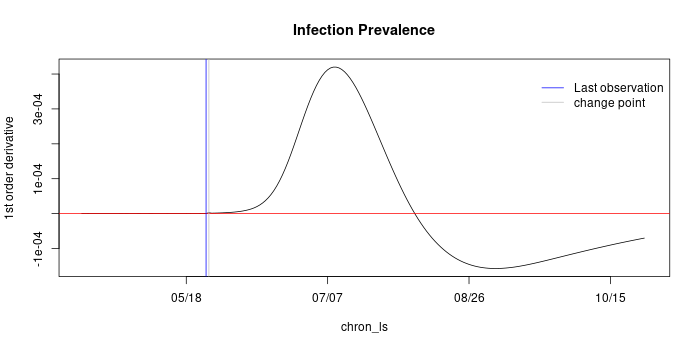 Infection Prevalence
1st order derivative
3e-04
1e-04
-1e-04
Last observation
change point
05/18
07/07
08/26
10/15
chron_ls